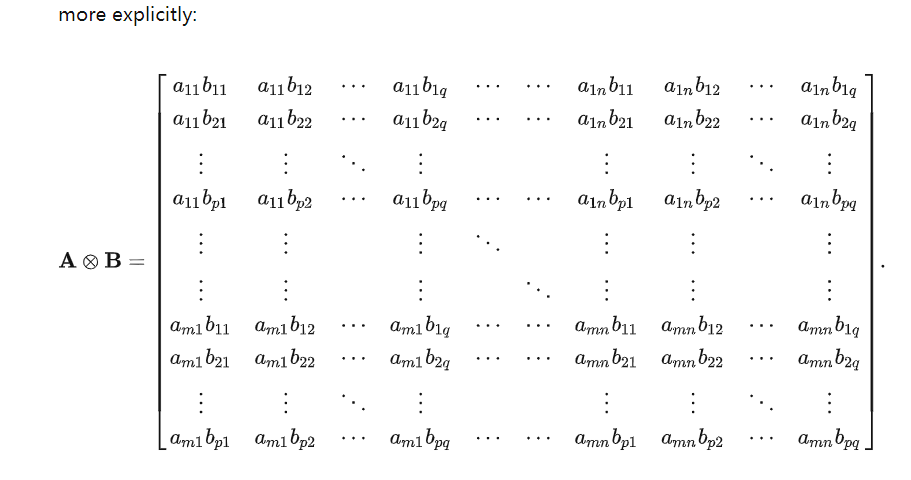 more explicitly:
a₁₁b₁₁ a₁₁b₁₂ ⋯ a₁₁b₁q ⋯ ⋯ a₁ₙb₁₁ a₁ₙb₁₂ ⋯ a₁ₙb₁q
a₁₁b₂₁ a₁₁b₂₂ ⋯ a₁₁b₂q ⋯ ⋯ a₁ₙb₂₁ a₁ₙb₂₂ ⋯ a₁ₙb₂q
⋮ ⋮ ⋱ ⋮ ⋮ ⋮ ⋱ ⋮
a₁₁bₚ₁ a₁₁bₚ₂ ⋯ a₁₁bₚq ⋯ ⋯ a₁ₙbₚ₁ a₁ₙbₚ₂ ⋯ a₁ₙbₚq
⋮ ⋮ ⋮ ⋱ ⋮ ⋮ ⋮
A ⊗ B = .
⋮ ⋮ ⋮ ⋱ ⋮ ⋮ ⋮
aₘ₁b₁₁ aₘ₁b₁₂ ⋯ aₘ₁b₁q ⋯ ⋯ aₘₙb₁₁ aₘₙb₁₂ ⋯ aₘₙb₁q
aₘ₁b₂₁ aₘ₁b₂₂ ⋯ aₘ₁b₂q ⋯ ⋯ aₘₙb₂₁ aₘₙb₂₂ ⋯ aₘₙb₂q
⋮ ⋮ ⋱ ⋮ ⋮ ⋮ ⋱ ⋮
aₘ₁bₚ₁ aₘ₁bₚ₂ ⋯ aₘ₁bₚq ⋯ ⋯ aₘₙbₚ₁ aₘₙbₚ₂ ⋯ aₘₙbₚq